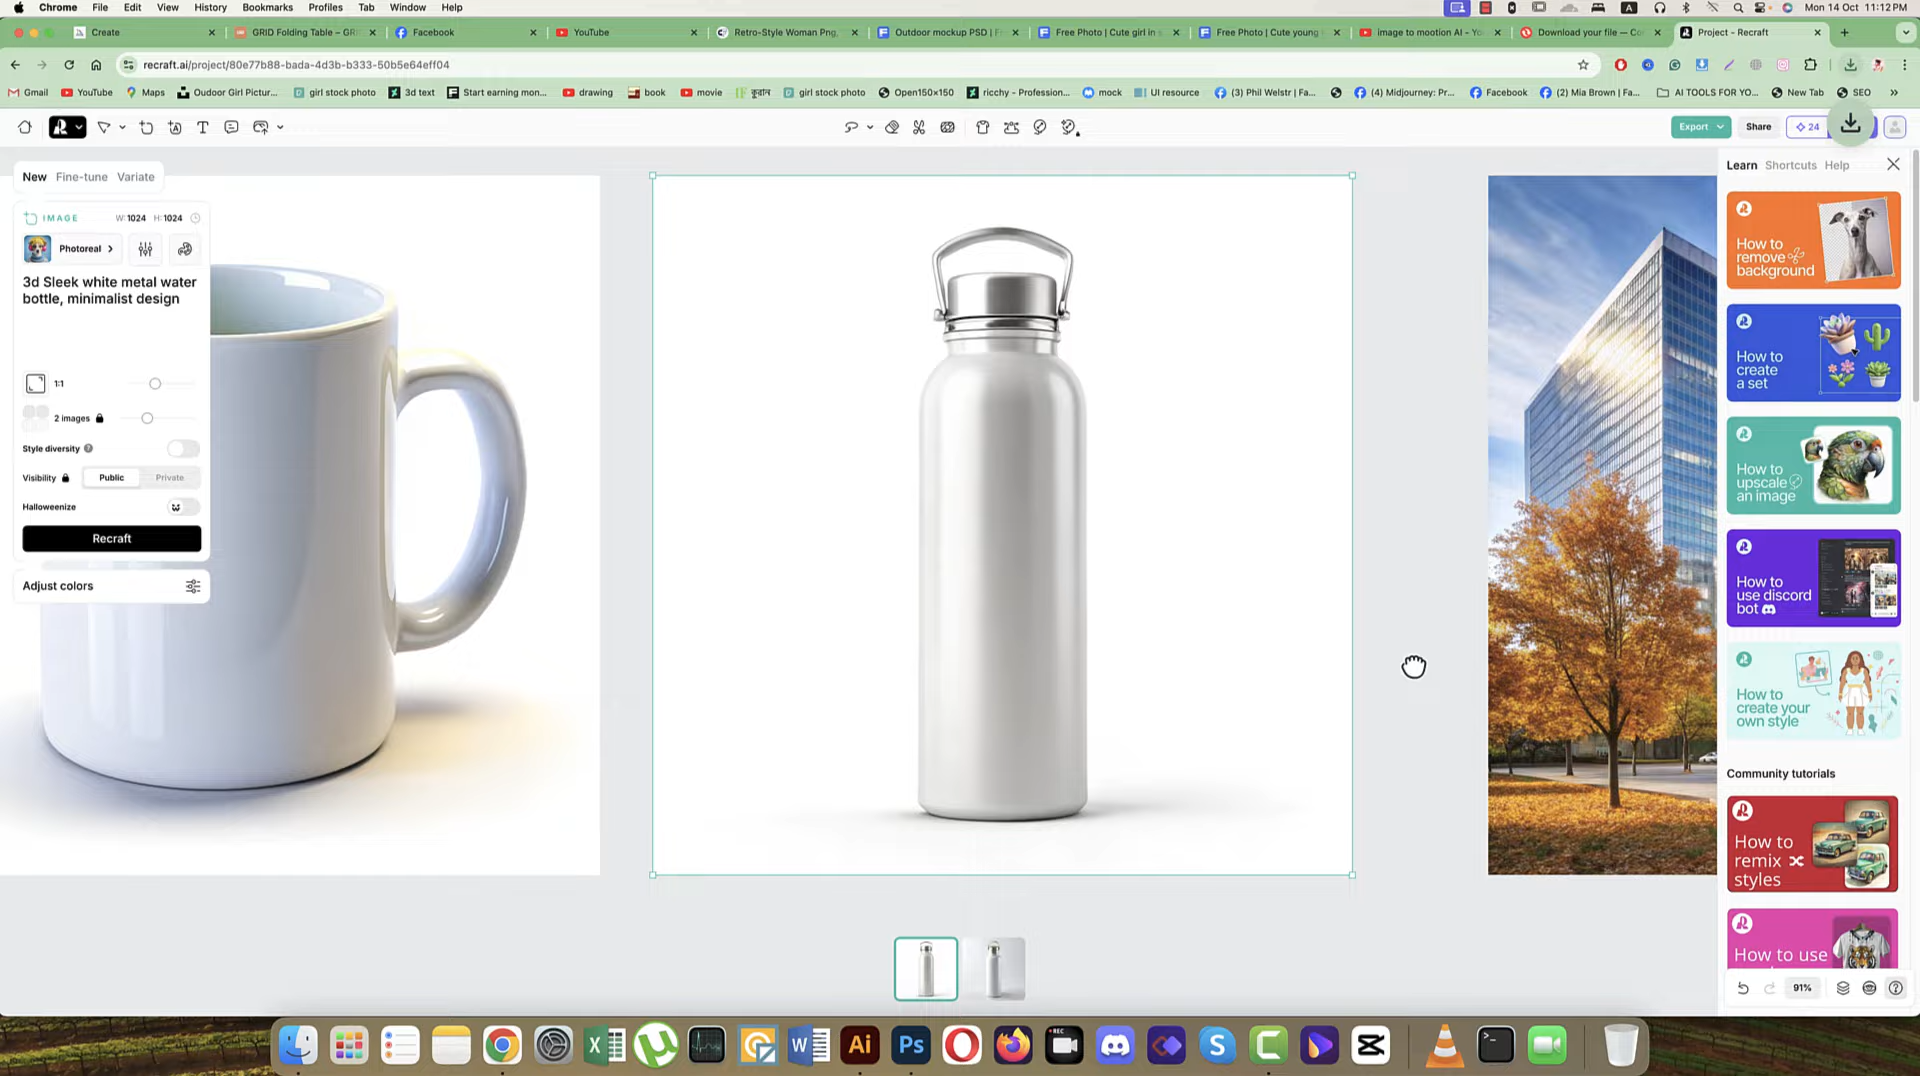 Chrome File Edit View History Bookmarks Profiles Tab Window Help
A Mon 14 Oct 11:12 PM
Create
GRID Folding Table – GRI
Facebook
YouTube
Retro-Style Woman Png,
Outdoor mockup PSD | F
Free Photo | Cute girl in s
Free Photo | Cute young
image to mootion AI - Yo
Download your file — Co
Project - Recraft
recraft.ai/project/80e77b88-bada-4d3b-b333-50b5e64eff04
Gmail YouTube Maps Oudoor Girl Pictur... girl stock photo 3d text Start earning mon... drawing book movie girl stock photo Open150×150 ricchy - Profession... mock UI resource (3) Phil Welstr | Fa... (4) Midjourney: Pr... Facebook (2) Mia Brown | Fa... AI TOOLS FOR YO... New Tab SEO
Export
Share
24
New Fine-tune Variate
IMAGE W: 1024 H: 1024
Photoreal
3d Sleek white metal water
bottle, minimalist design
1:1
2 images
Style diversity
Visibility Public Private
Halloweenize
Recraft
Adjust colors
Learn Shortcuts Help
How to
remove
background
How to
create
a set
How to
upscale
an image
How to
use discord
bot
How to
create your
own style
Community tutorials
How to
remix
styles
How to use
91%
W
Ai
Ps
REC
S